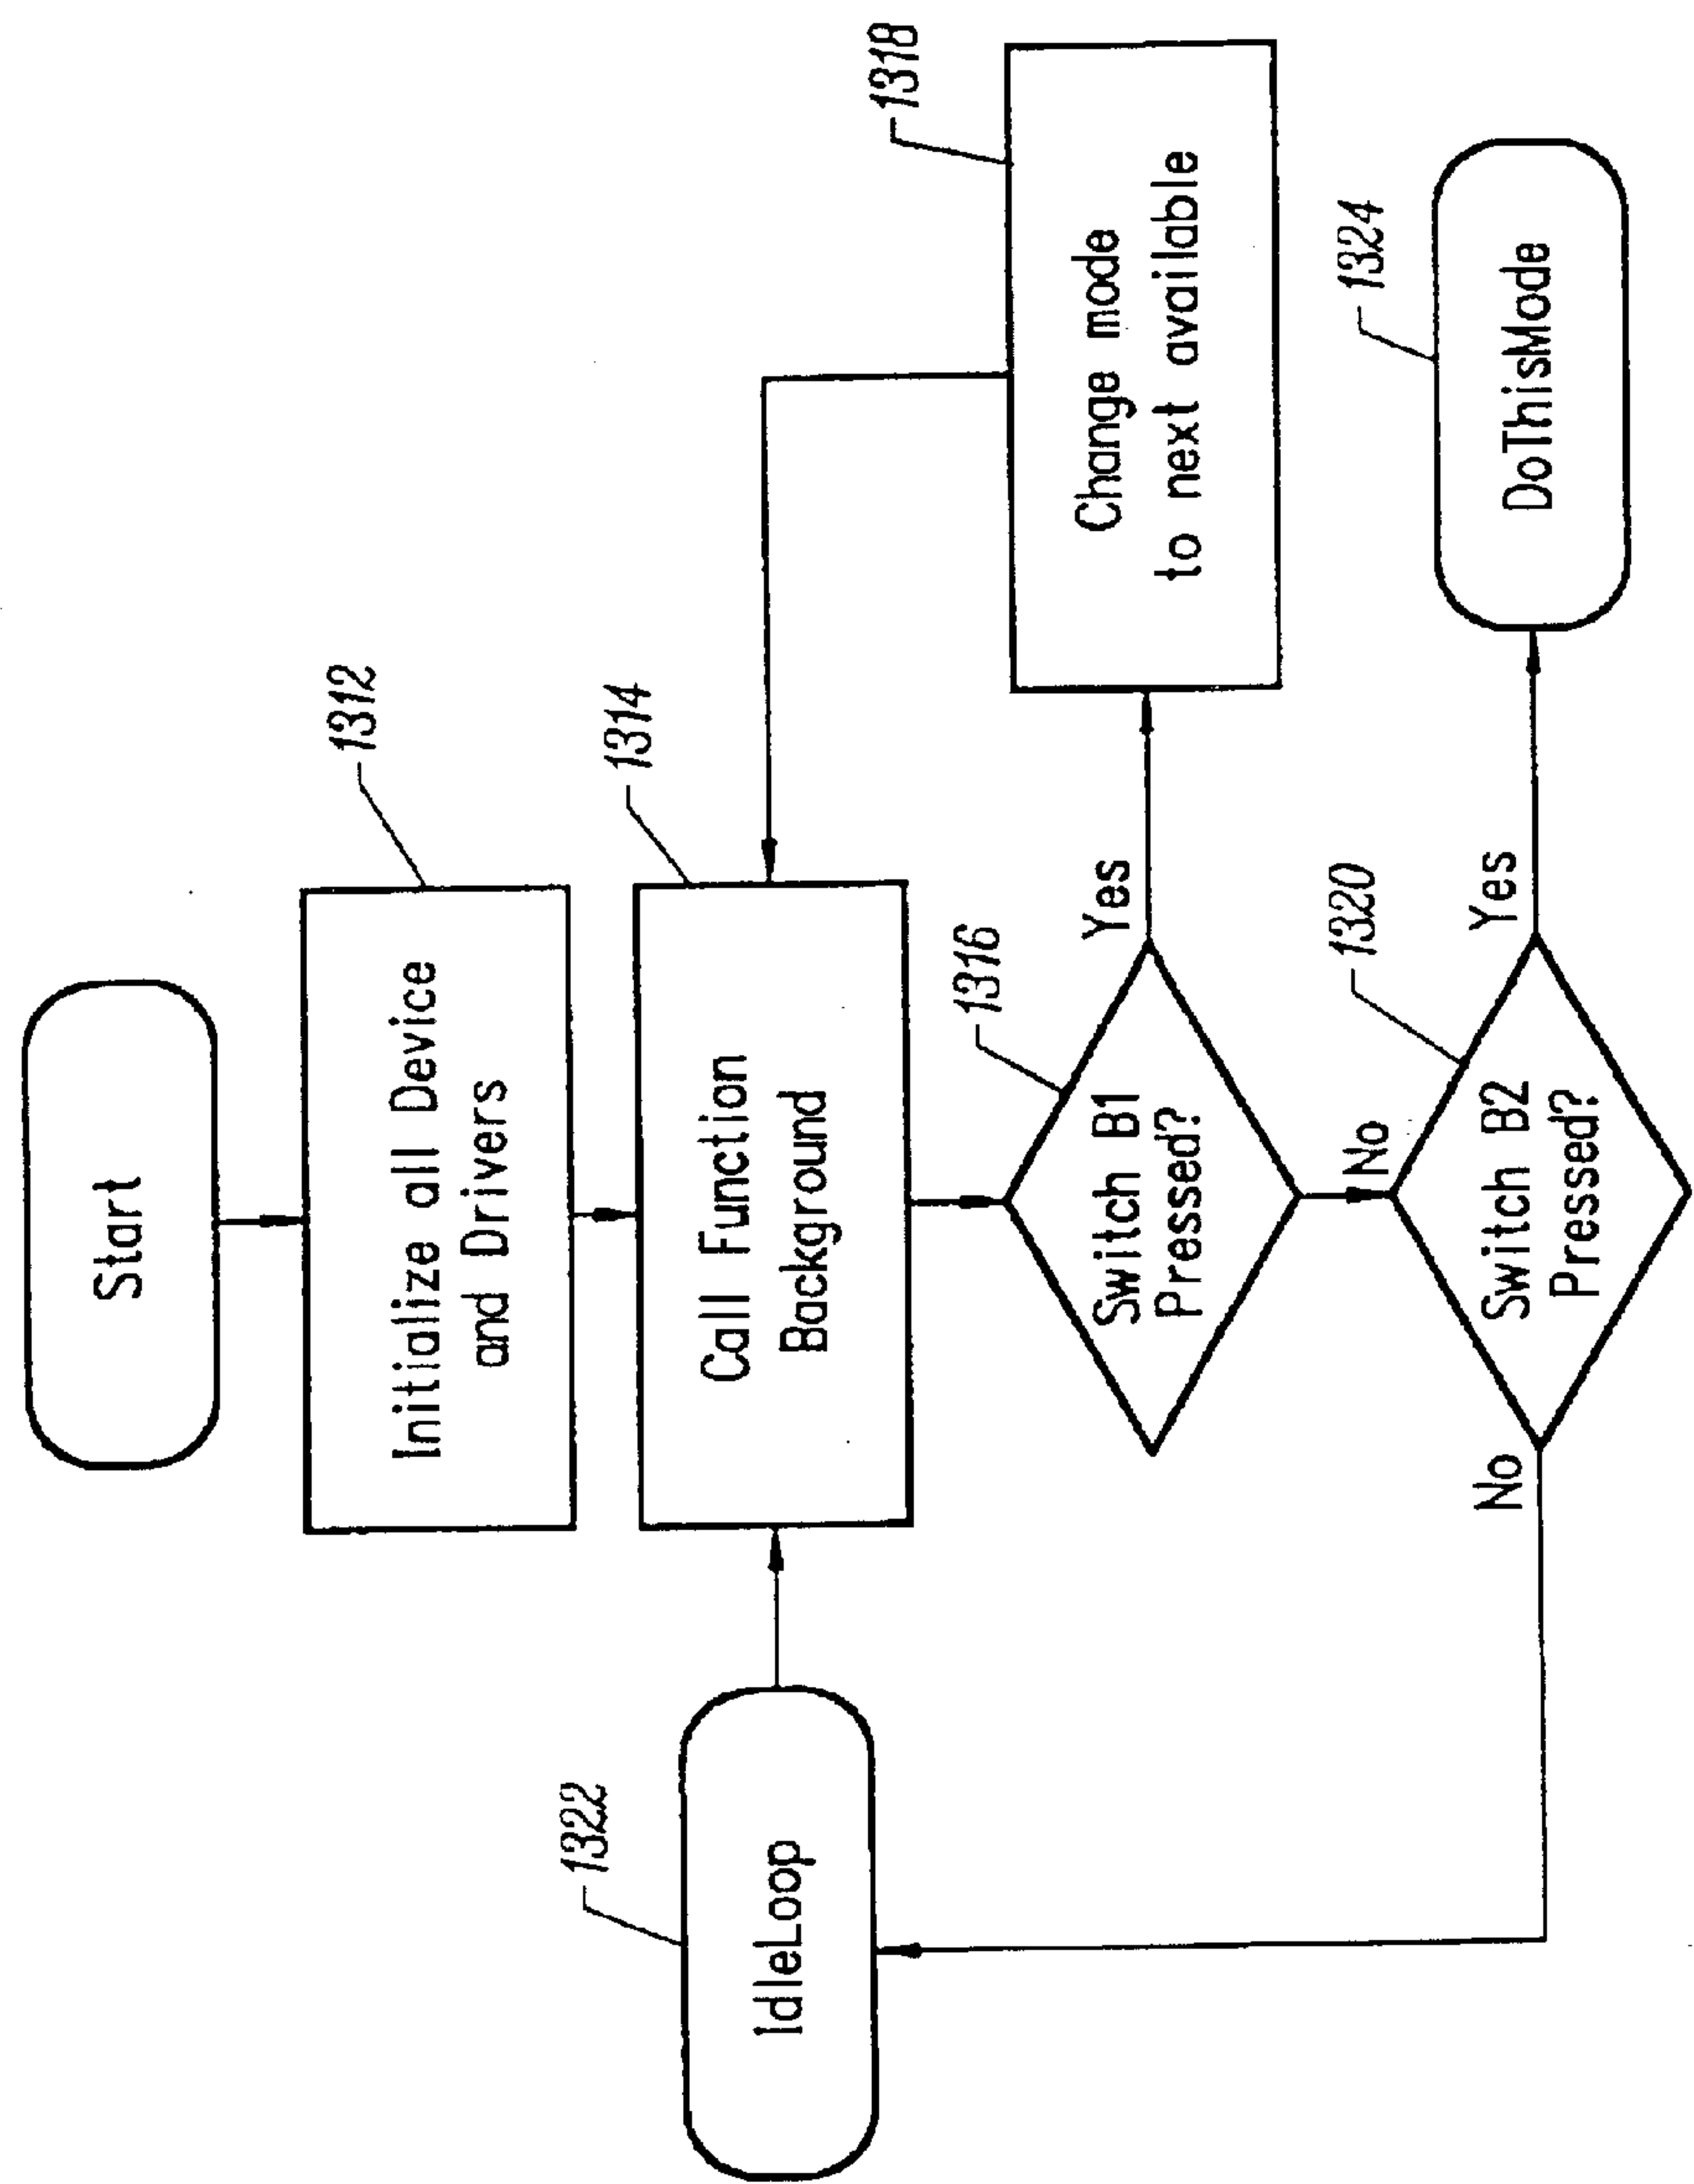 Start
1312
Initialize all Device
and Drivers
1314
Call Function
Background
1322
IdleLoop
1316
Switch B1
Pressed?
Yes
1318
Change mode
to next available
No
1320
Switch B2
Pressed?
No
Yes
1324
DoThisMode